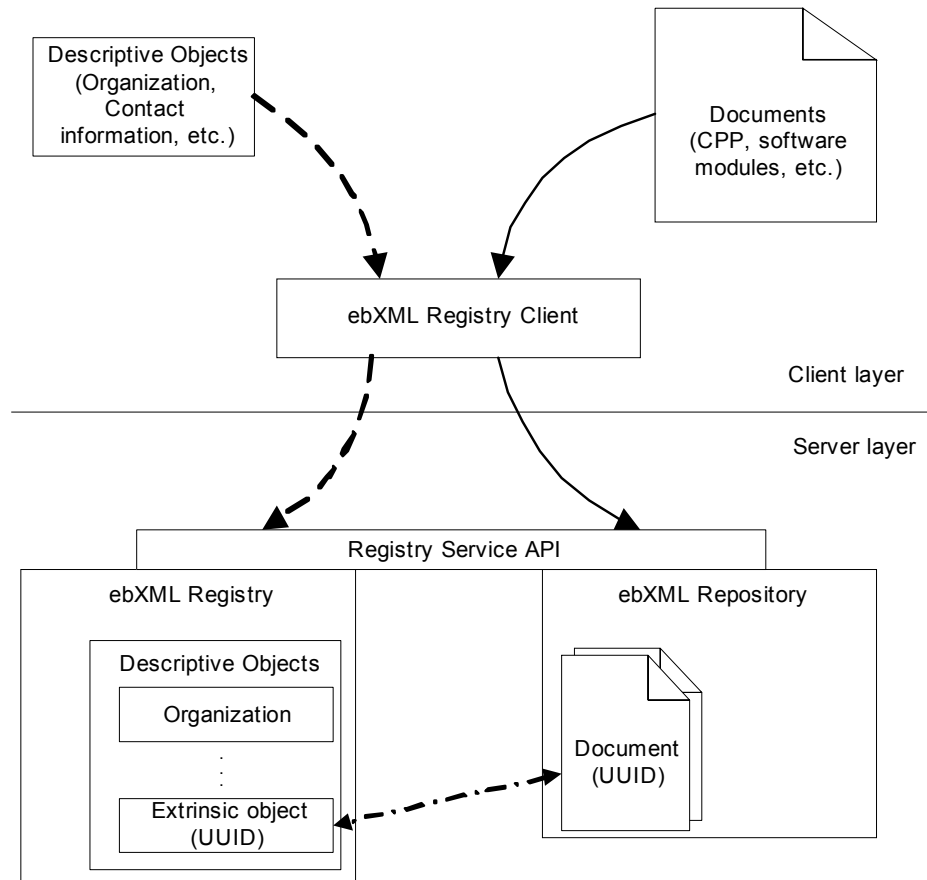 Descriptive Objects
(Organization,
Contact
information, etc.)
Documents
(CPP, software
modules, etc.)
ebXML Registry Client
Client layer
Server layer
Registry Service API
ebXML Registry
ebXML Repository
Descriptive Objects
Organization
.
.
.
Extrinsic object
(UUID)
Document
(UUID)